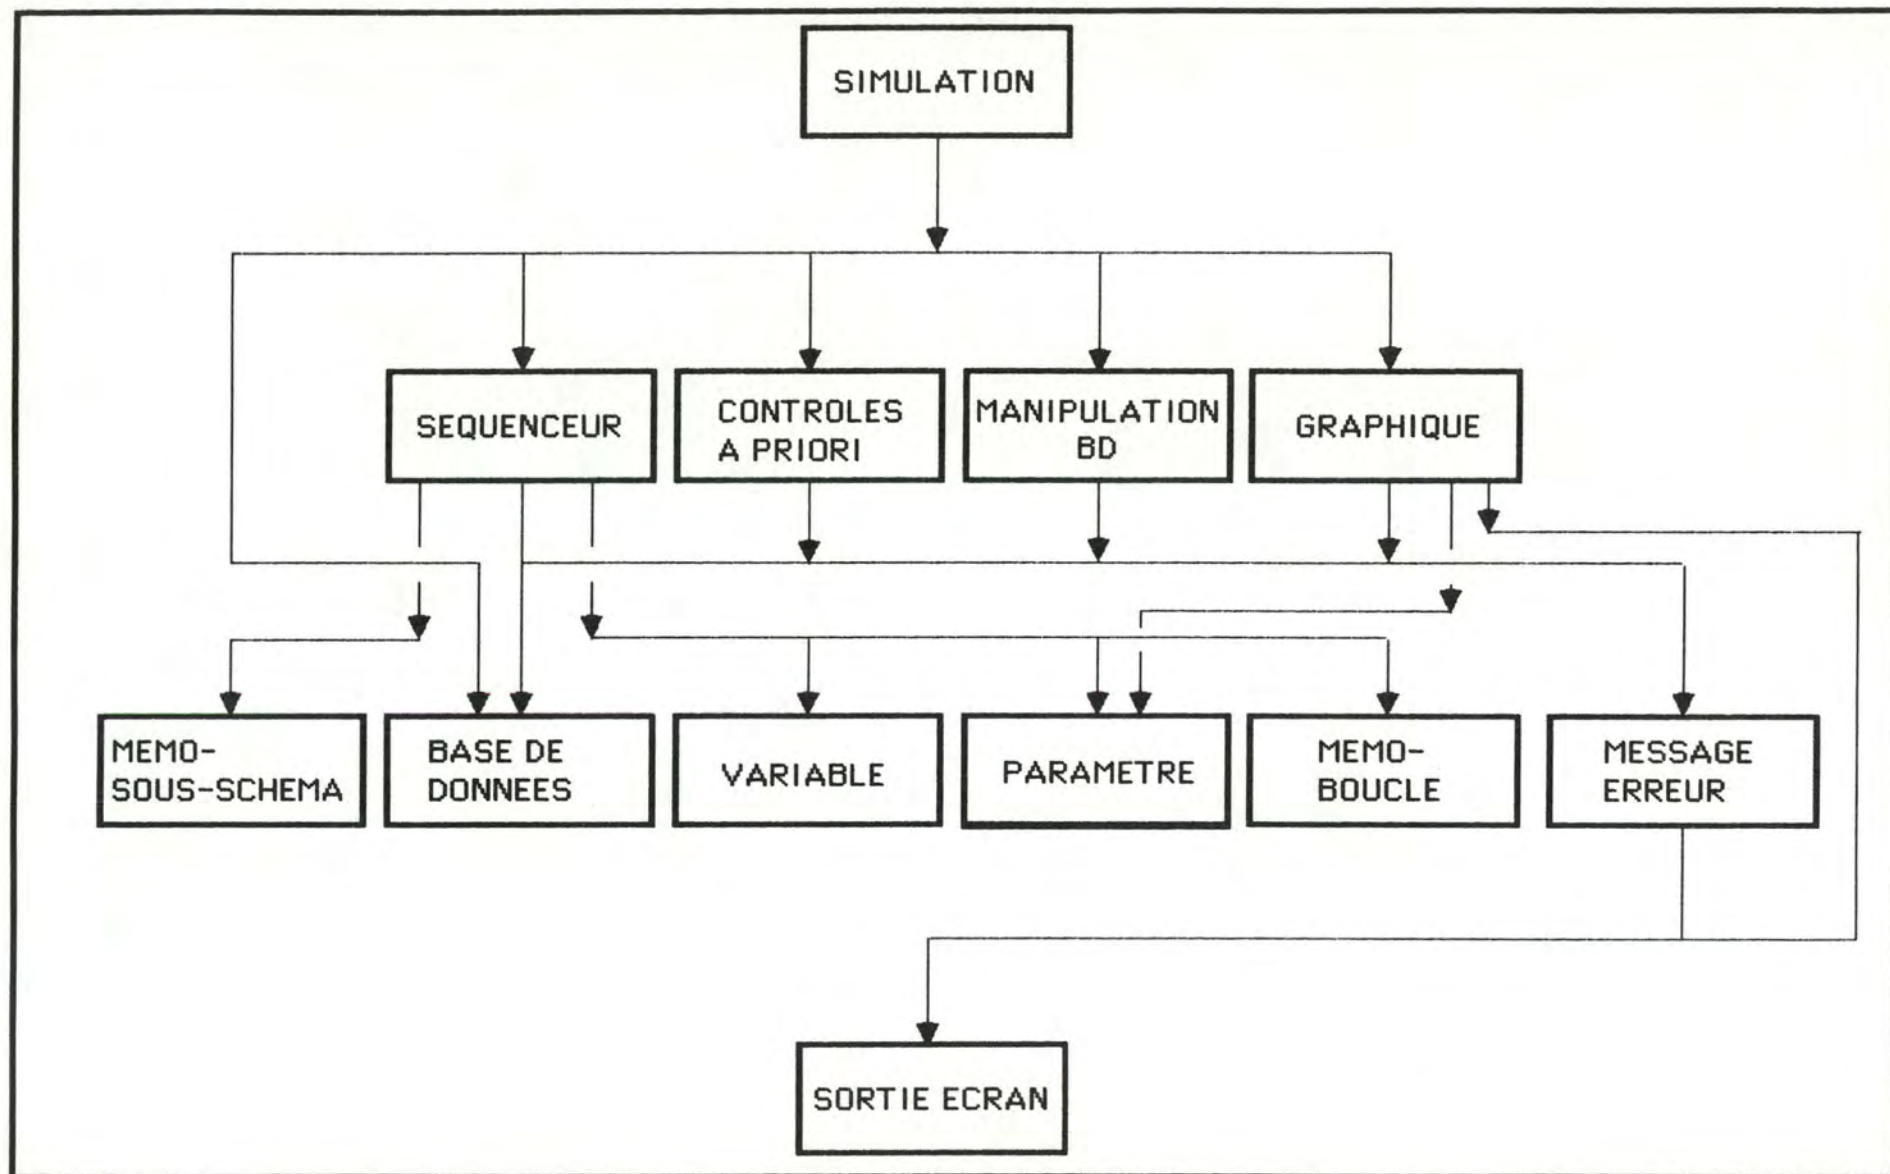 SIMULATION
SEQUENCEUR
CONTROLES
A PRIORI
MANIPULATION
BD
GRAPHIQUE
MEMO-
SOUS-SCHEMA
BASE DE
DONNEES
VARIABLE
PARAMETRE
MEMO-
BOUCLE
MESSAGE
ERREUR
SORTIE ECRAN